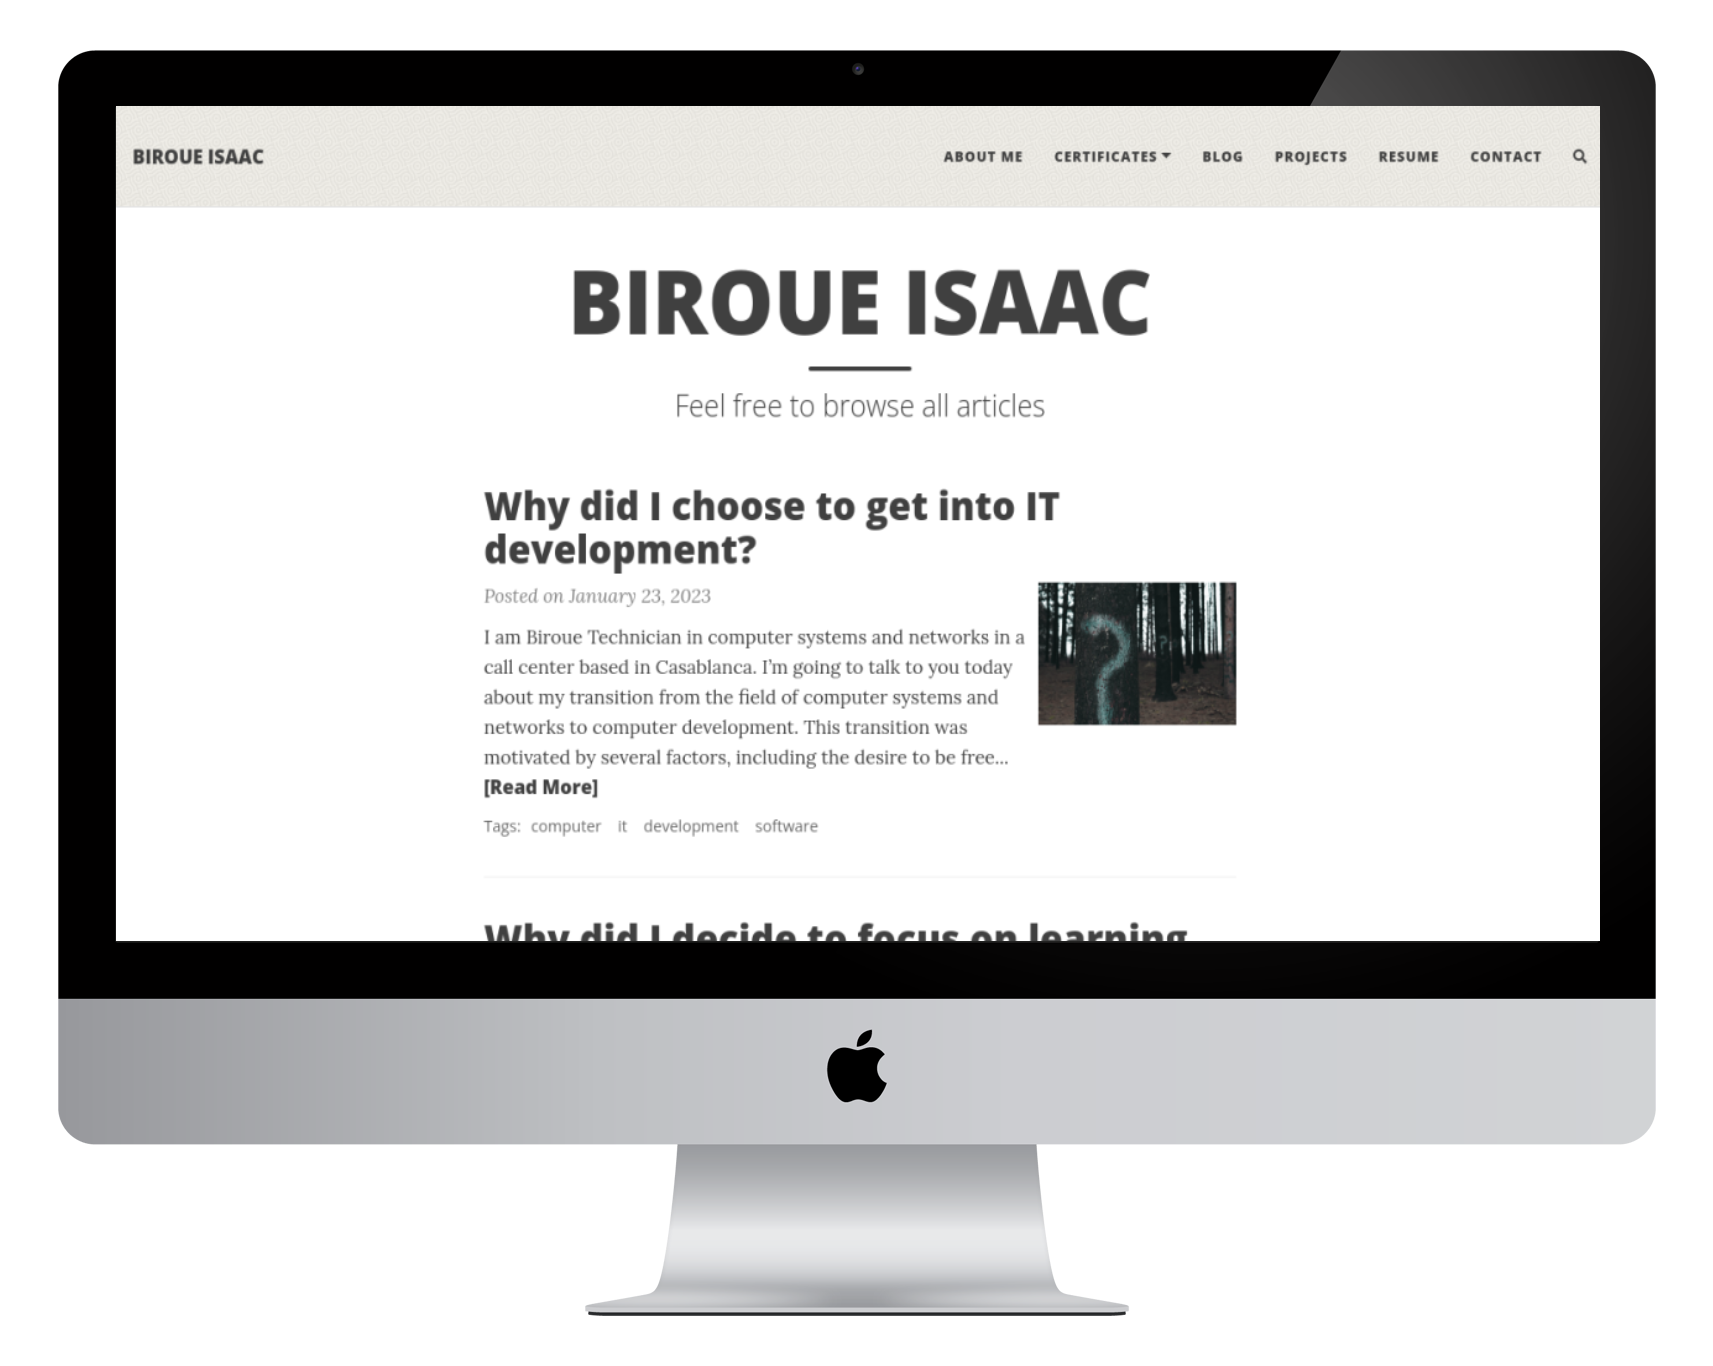 BIROUE ISAAC
ABOUT ME CERTIFICATES BLOG PROJECTS RESUME CONTACT
BIROUE ISAAC
Feel free to browse all articles
Why did I choose to get into IT
development?
Posted on January 23, 2023
I am Biroue Technician in computer systems and networks in a
call center based in Casablanca. I'm going to talk to you today
about my transition from the field of computer systems and
networks to computer development. This transition was
motivated by several factors, including the desire to be free...
[Read More]
Tags: computer it development software
Why did I decide to focus on learning